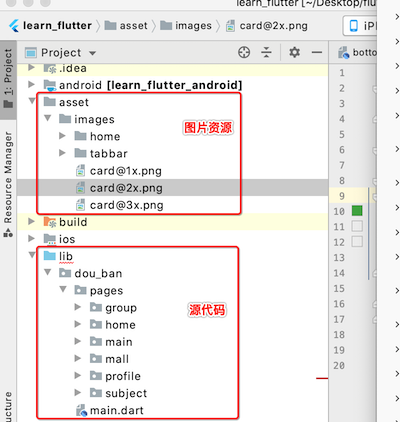 learn_flutter [~/Desktop/flu
learn_flutter asset images card@2x.png iP
1: Project
Resource Manager
ucture
Project
botto
.idea
android [learn_flutter_android]
asset
images
home
tabbar
card@1x.png
card@2x.png
card@3x.png
图片资源
build
ios
lib
dou_ban
pages
group
home
main
mall
profile
subject
main.dart
源代码
1
2
3
4
5
6
7
8
9
10
11
12
13
14
15
16
17
18
19
20